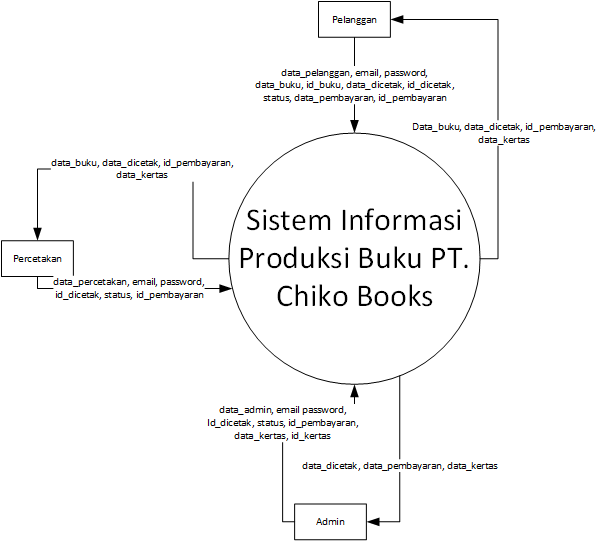 Pelanggan
data_pelanggan, email, password,
data_buku, id_buku, data_dicetak, id_dicetak,
status, data_pembayaran, id_pembayaran
Data_buku, data_dicetak, id_pembayaran,
data_kertas
data_buku, data_dicetak, id_pembayaran,
data_kertas
Sistem Informasi
Produksi Buku PT.
Chiko Books
Percetakan
data_percetakan, email, password,
id_dicetak, status, id_pembayaran
data_admin, email password,
Id_dicetak, status, id_pembayaran,
data_kertas, id_kertas
data_dicetak, data_pembayaran, data_kertas
Admin